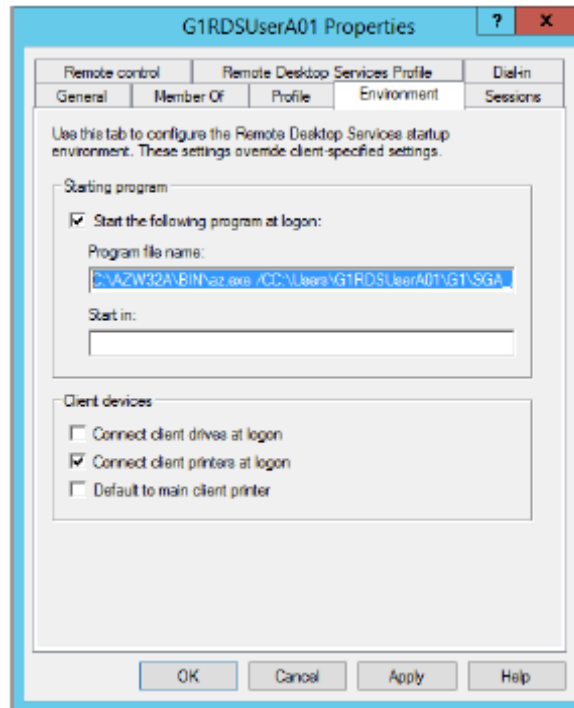 G1RDSUserA01 Properties
? x
Remote control Remote Desktop Services Profile Dial-in
General Member Of Profile Environment Sessions
Use this tab to configure the Remote Desktop Services startup
environment. These settings override client-specified settings.
Starting program
Start the following program at logon:
Program file name:
C:\AZW32A\BIN\az.exe /CC:\Users\G1RDSUserA01\G1\SGA_
Start in:
Client devices
Connect client drives at logon
Connect client printers at logon
Default to main client printer
OK Cancel Apply Help